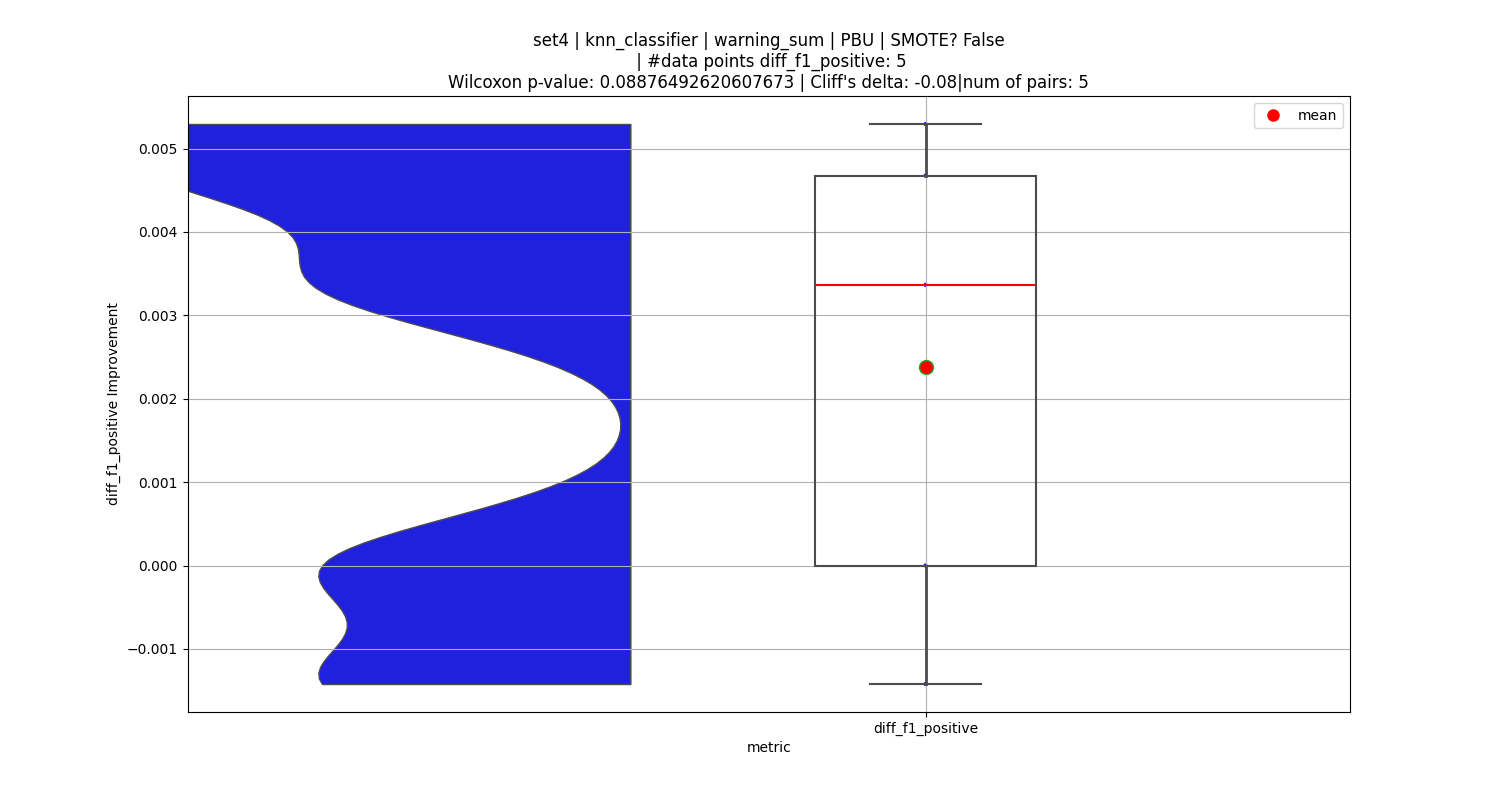 set4 | knn_classifier | warning_sum | PBU | SMOTE? False
| #data points diff_f1_positive: 5
Wilcoxon p-value: 0.08876492620607673 | Cliff's delta: -0.08|num of pairs: 5
mean
0.005
0.004
0.003
0.002
0.001
0.000
−0.001
diff_f1_positive Improvement
diff_f1_positive
metric